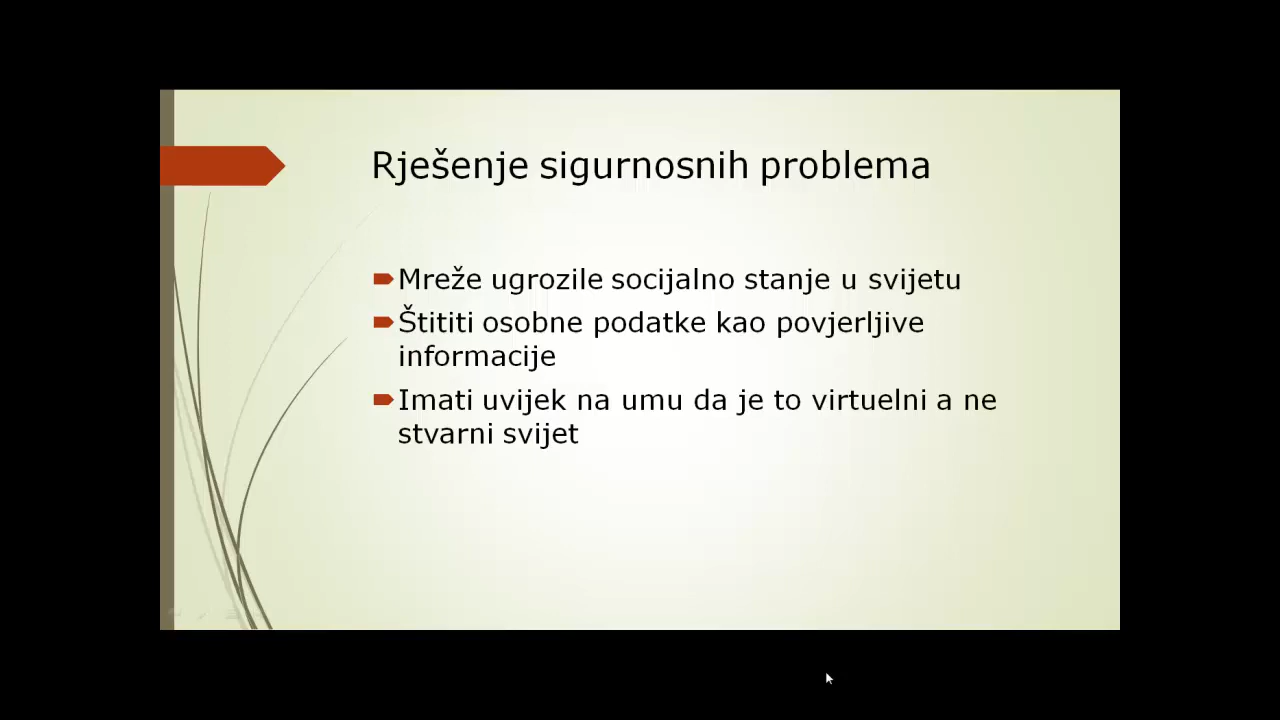 Rješenje sigurnosnih problema
Mreže ugrozile socijalno stanje u svijetu
Štititi osobne podatke kao povjerljive
informacije
Imati uvijek na umu da je to virtuelni a ne
stvarni svijet